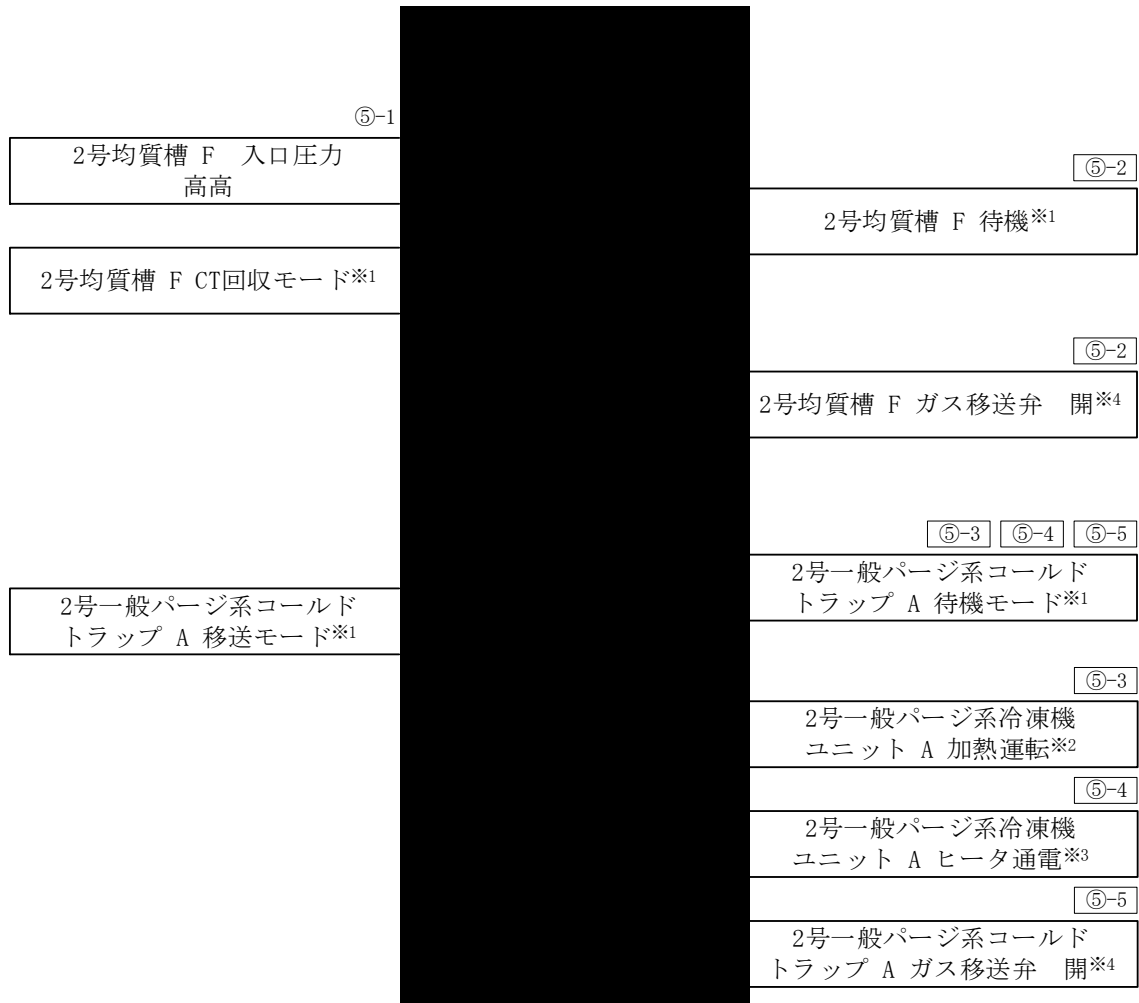 ⑤-1
2号均質槽 F 入口圧力
高高
2号均質槽 F CT回収モード※1
2号一般パージ系コールド
トラップ A 移送モード※1
⑤-2
2号均質槽 F 待機※1
⑤-2
2号均質槽 F ガス移送弁 開※4
⑤-3 ⑤-4 ⑤-5
2号一般パージ系コールド
トラップ A 待機モード※1
⑤-3
2号一般パージ系冷凍機
ユニット A 加熱運転※2
⑤-4
2号一般パージ系冷凍機
ユニット A ヒータ通電※3
⑤-5
2号一般パージ系コールド
トラップ A ガス移送弁 開※4